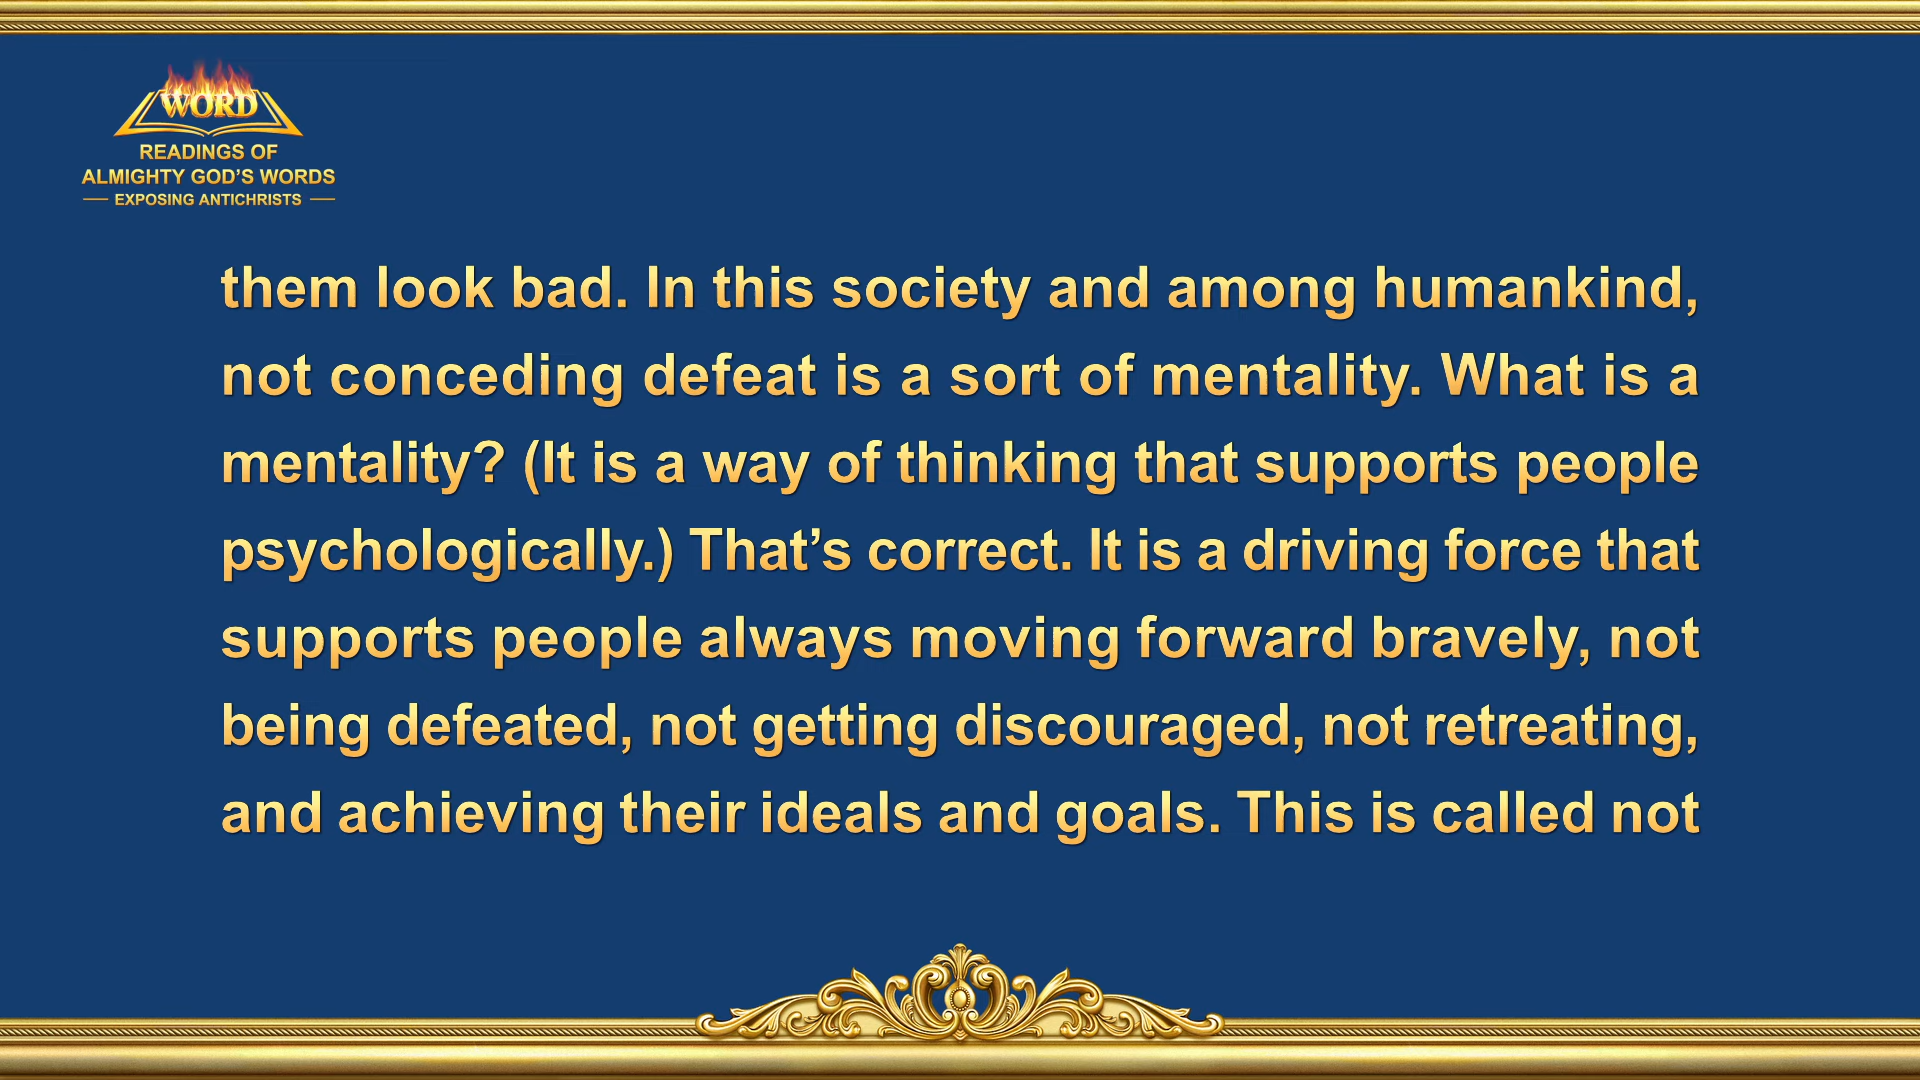 WORD
READINGS OF
ALMIGHTY GOD’S WORDS
EXPOSING ANTICHRISTS
them look bad. In this society and among humankind,
not conceding defeat is a sort of mentality. What is a
mentality? (It is a way of thinking that supports people
psychologically.) That’s correct. It is a driving force that
supports people always moving forward bravely, not
being defeated, not getting discouraged, not retreating,
and achieving their ideals and goals. This is called not